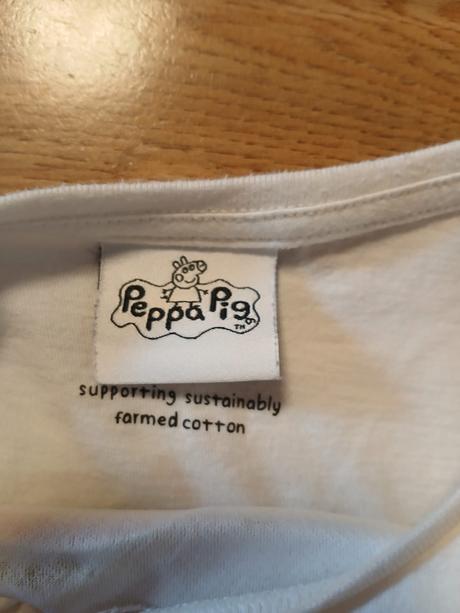 Peppa Pig
TM
supporting sustainably
farmed cotton